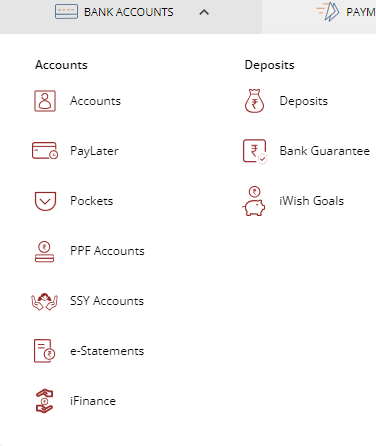 BANK ACCOUNTS
PAYM
Accounts
Accounts
PayLater
Pockets
PPF Accounts
SSY Accounts
e-Statements
iFinance
Deposits
Deposits
Bank Guarantee
iWish Goals